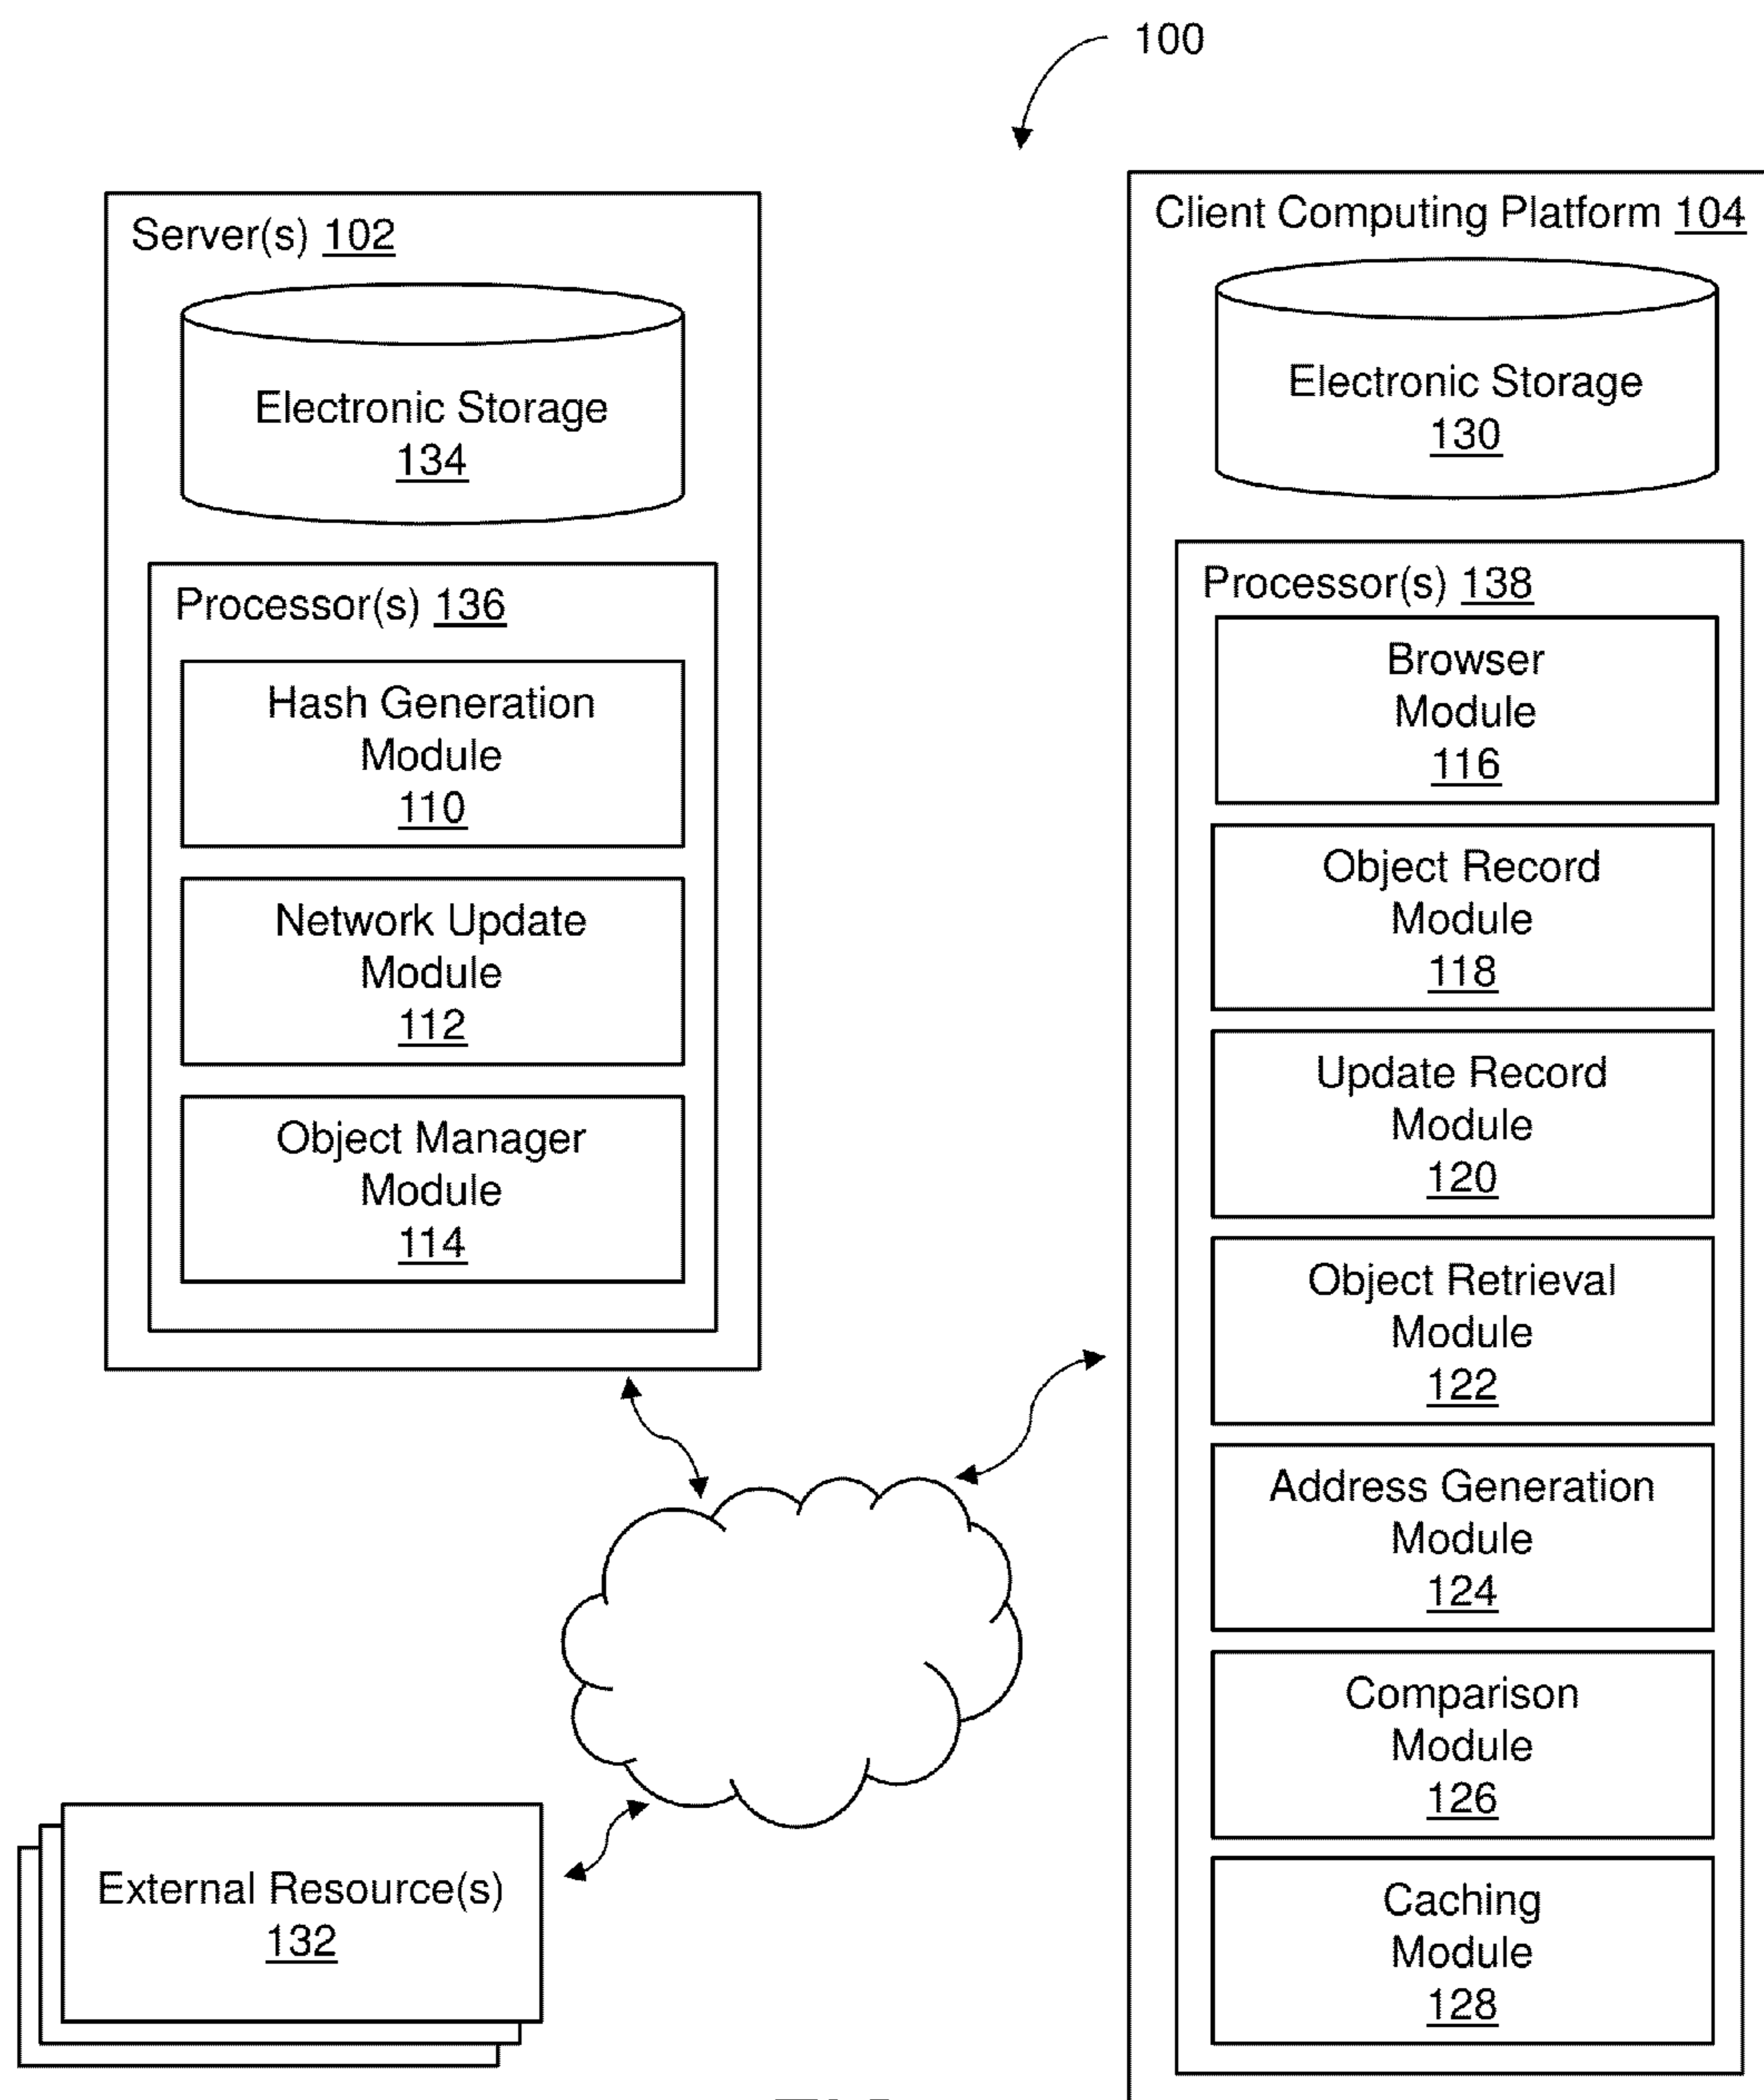 100
Server(s) 102
Electronic Storage
134
Processor(s) 136
Hash Generation
Module
110
Network Update
Module
112
Object Manager
Module
114
External Resource(s)
132
Client Computing Platform 104
Electronic Storage
130
Processor(s) 138
Browser
Module
116
Object Record
Module
118
Update Record
Module
120
Object Retrieval
Module
122
Address Generation
Module
124
Comparison
Module
126
Caching
Module
128